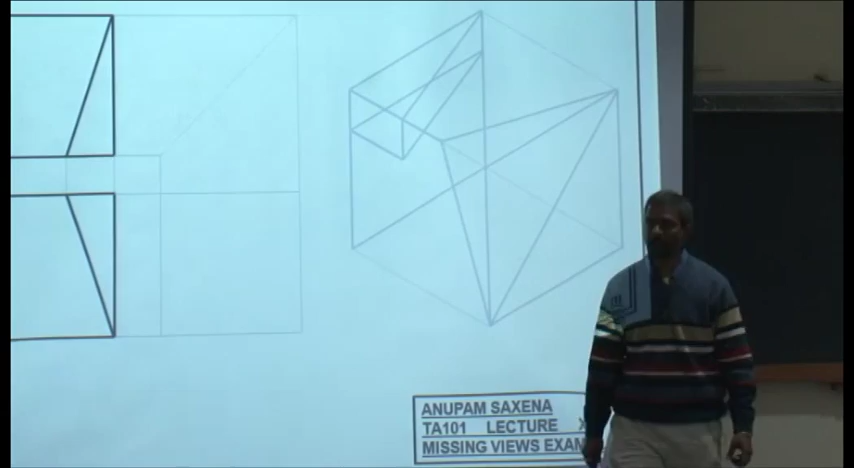 ANUPAM SAXENA
TA101 LECTURE
MISSING VIEWS EXAM